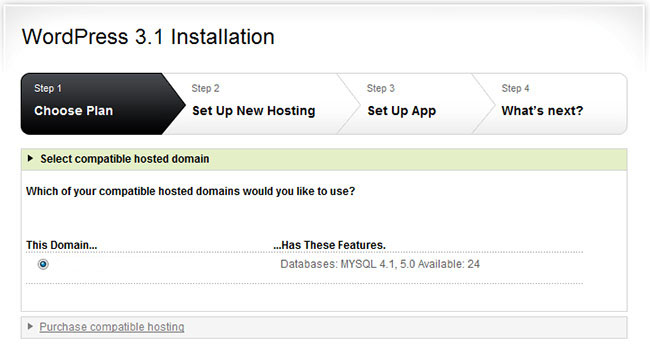 WordPress 3.1 Installation
Step 1
Choose Plan
Step 2
Set Up New Hosting
Step 3
Set Up App
Step 4
What's next?
Select compatible hosted domain
Which of your compatible hosted domains would you like to use?
This Domain... ...Has These Features.
Databases: MYSQL 4.1, 5.0 Available: 24
Purchase compatible hosting